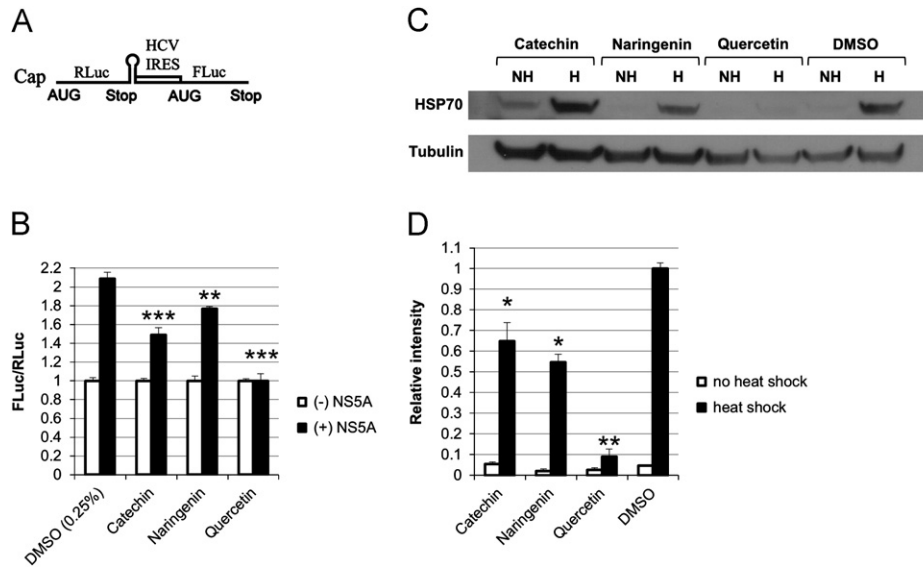 A
HCV
RLuc IRES FLuc
Cap
AUG Stop AUG Stop
B
2.2
2
1.8
1.6
1.4
1.2
1
0.8
0.6
0.4
0.2
0
FLuc/RLuc
***
**
***
(-) NS5A
(+) NS5A
DMSO (0.25%)
Catechin
Naringenin
Quercetin
C
Catechin Naringenin Quercetin DMSO
NH H NH H NH H NH H
HSP70
Tubulin
D
1.1
1
0.9
0.8
0.7
0.6
0.5
0.4
0.3
0.2
0.1
0
Relative intensity
*
*
**
no heat shock
heat shock
Catechin
Naringenin
Quercetin
DMSO